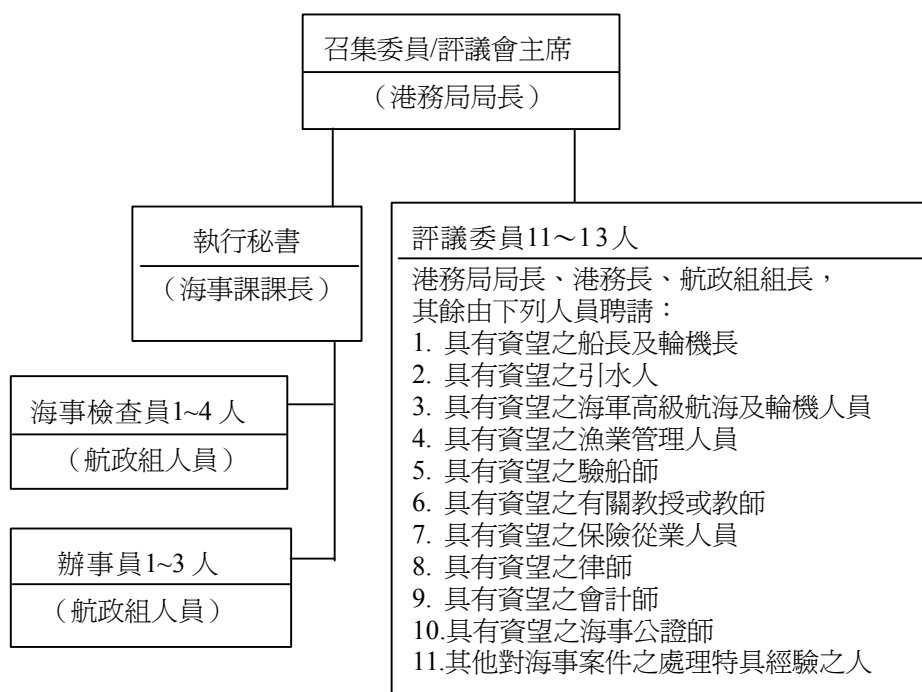 召集委員/評議會主席
（港務局局長）
執行秘書
（海事課課長）
海事檢查員1~4 人
（航政組人員）
辦事員1~3 人
（航政組人員）
評議委員11～13人
港務局局長、港務長、航政組組長，
其餘由下列人員聘請：
1. 具有資望之船長及輪機長
2. 具有資望之引水人
3. 具有資望之海軍高級航海及輪機人員
4. 具有資望之漁業管理人員
5. 具有資望之驗船師
6. 具有資望之有關教授或教師
7. 具有資望之保險從業人員
8. 具有資望之律師
9. 具有資望之會計師
10.具有資望之海事公證師
11.其他對海事案件之處理特具經驗之人